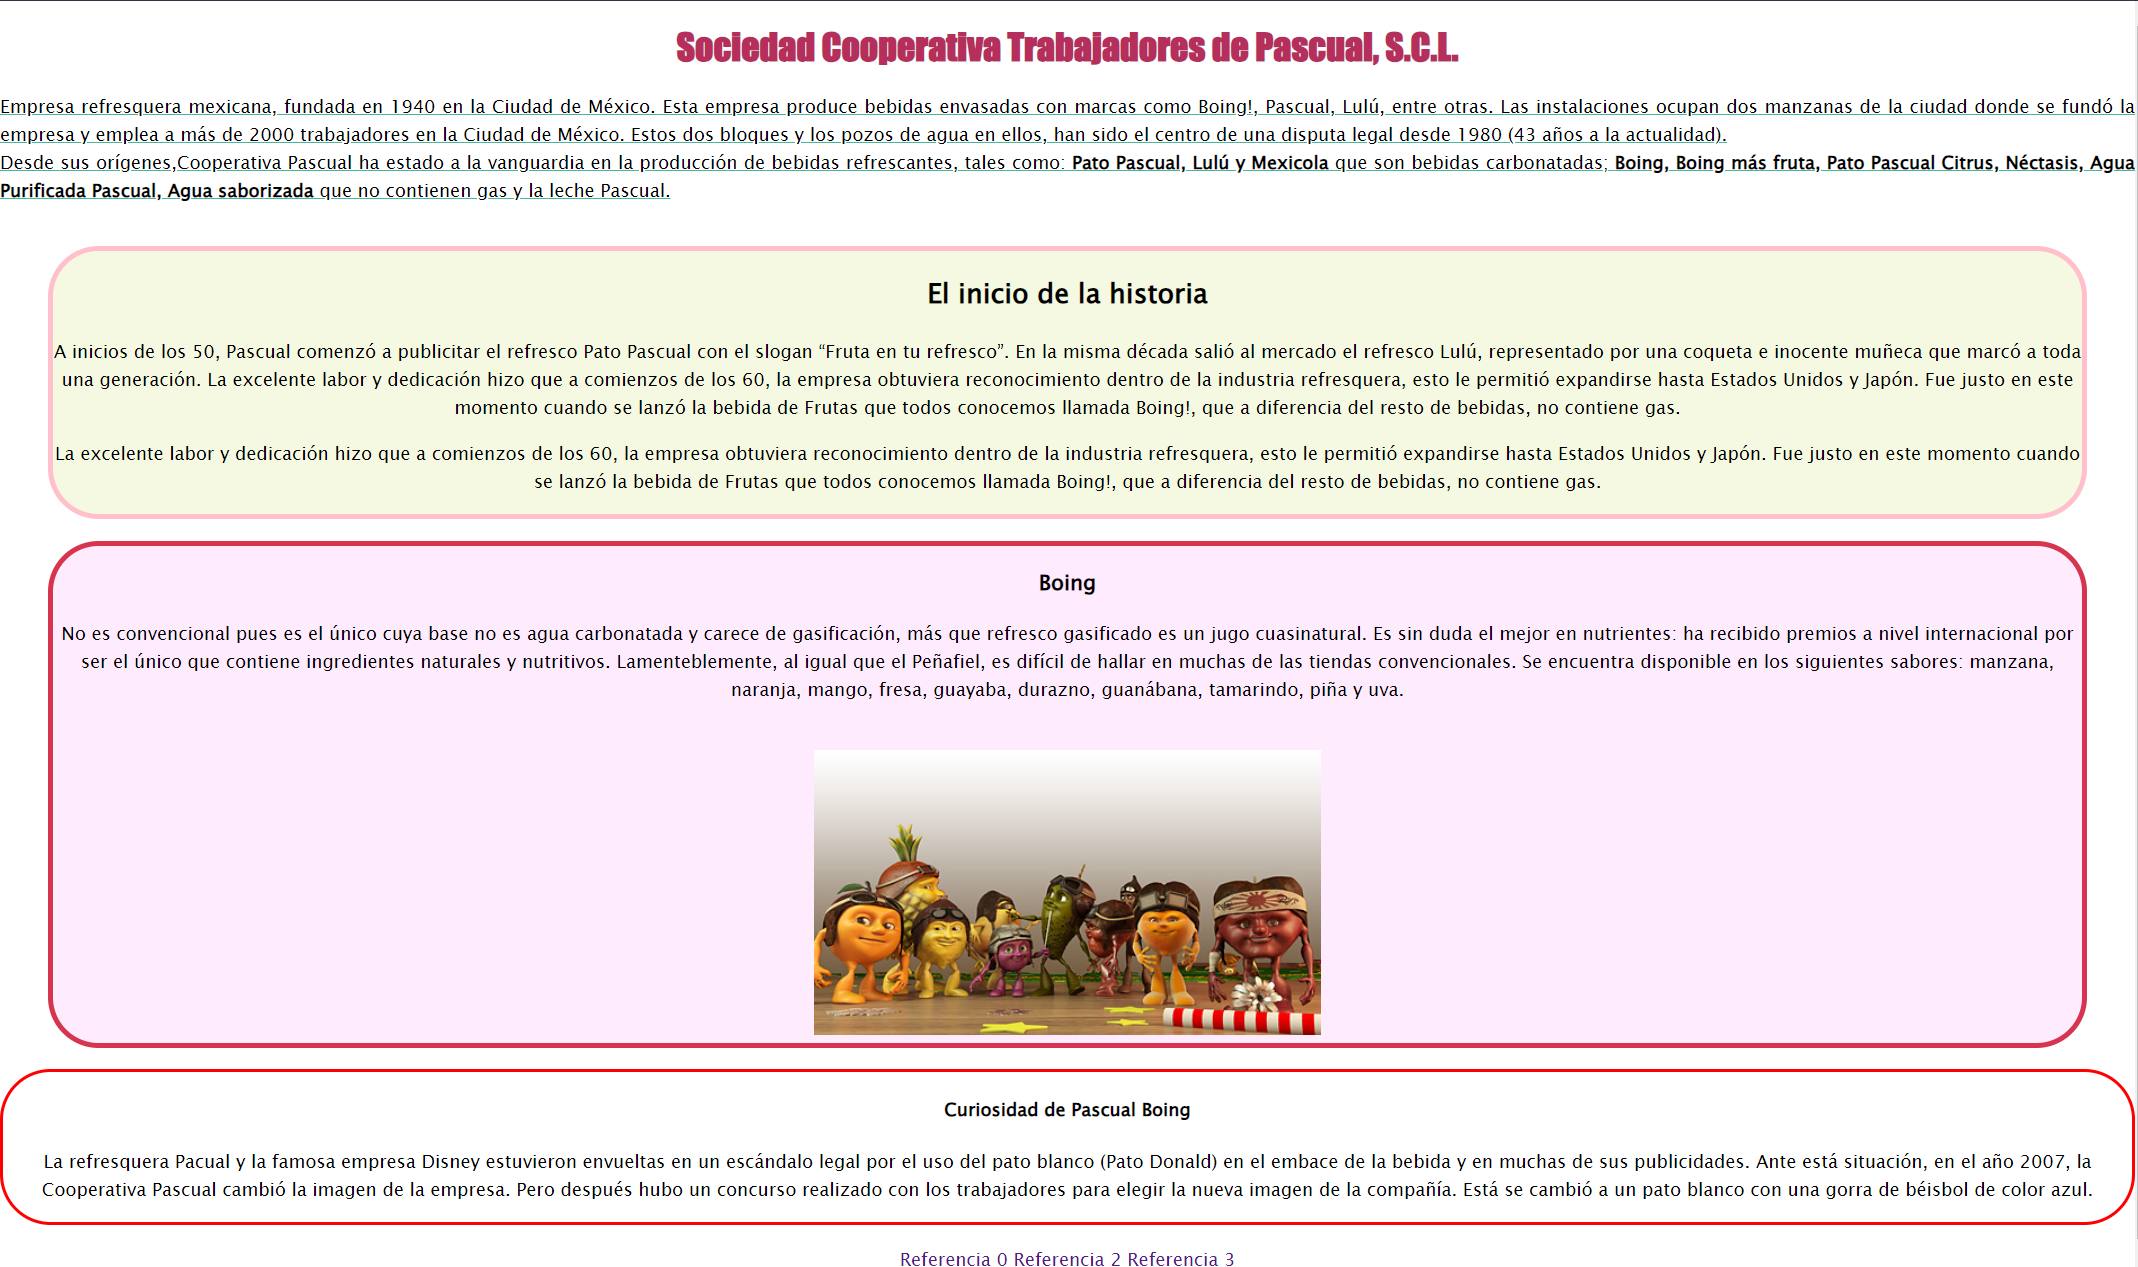 Sociedad Cooperativa Trabajadores de Pascual, S.C.L.
Empresa refresquera mexicana, fundada en 1940 en la Ciudad de México. Esta empresa produce bebidas envasadas con marcas como Boing!, Pascual, Lulú, entre otras. Las instalaciones ocupan dos manzanas de la ciudad donde se fundó la
empresa y emplea a más de 2000 trabajadores en la Ciudad de México. Estos dos bloques y los pozos de agua en ellos, han sido el centro de una disputa legal desde 1980 (43 años a la actualidad).
Desde sus orígenes,Cooperativa Pascual ha estado a la vanguardia en la producción de bebidas refrescantes, tales como: Pato Pascual, Lulú y Mexicola que son bebidas carbonatadas; Boing, Boing más fruta, Pato Pascual Citrus, Néctasis, Agua
Purificada Pascual, Agua saborizada que no contienen gas y la leche Pascual.
El inicio de la historia
A inicios de los 50, Pascual comenzó a publicitar el refresco Pato Pascual con el slogan “Fruta en tu refresco”. En la misma década salió al mercado el refresco Lulú, representado por una coqueta e inocente muñeca que marcó a toda
una generación. La excelente labor y dedicación hizo que a comienzos de los 60, la empresa obtuviera reconocimiento dentro de la industria refresquera, esto le permitió expandirse hasta Estados Unidos y Japón. Fue justo en este
momento cuando se lanzó la bebida de Frutas que todos conocemos llamada Boing!, que a diferencia del resto de bebidas, no contiene gas.
La excelente labor y dedicación hizo que a comienzos de los 60, la empresa obtuviera reconocimiento dentro de la industria refresquera, esto le permitió expandirse hasta Estados Unidos y Japón. Fue justo en este momento cuando
se lanzó la bebida de Frutas que todos conocemos llamada Boing!, que a diferencia del resto de bebidas, no contiene gas.
Boing
No es convencional pues es el único cuya base no es agua carbonatada y carece de gasificación, más que refresco gasificado es un jugo cuasinatural. Es sin duda el mejor en nutrientes: ha recibido premios a nivel internacional por
ser el único que contiene ingredientes naturales y nutritivos. Lamenteblemente, al igual que el Peñafiel, es difícil de hallar en muchas de las tiendas convencionales. Se encuentra disponible en los siguientes sabores: manzana,
naranja, mango, fresa, guayaba, durazno, guanábana, tamarindo, piña y uva.
Curiosidad de Pascual Boing
La refresquera Pacual y la famosa empresa Disney estuvieron envueltas en un escándalo legal por el uso del pato blanco (Pato Donald) en el embace de la bebida y en muchas de sus publicidades. Ante está situación, en el año 2007, la
Cooperativa Pascual cambió la imagen de la empresa. Pero después hubo un concurso realizado con los trabajadores para elegir la nueva imagen de la compañía. Está se cambió a un pato blanco con una gorra de béisbol de color azul.
Referencia 0 Referencia 2 Referencia 3